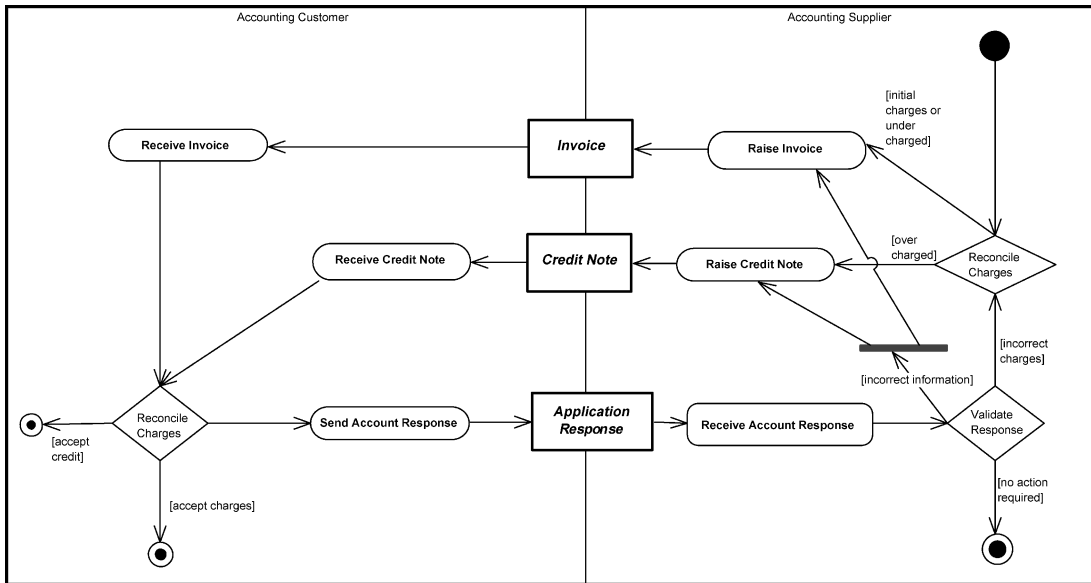 Accounting Customer
Accounting Supplier
[initial
charges or
under
charged]
Receive Invoice
Invoice
Raise Invoice
Receive Credit Note
Credit Note
Raise Credit Note
[over
charged]
Reconcile
Charges
[incorrect
charges]
[incorrect information]
Reconcile
Charges
Send Account Response
Application
Response
Receive Account Response
Validate
Response
[accept
credit]
[accept charges]
[no action
required]